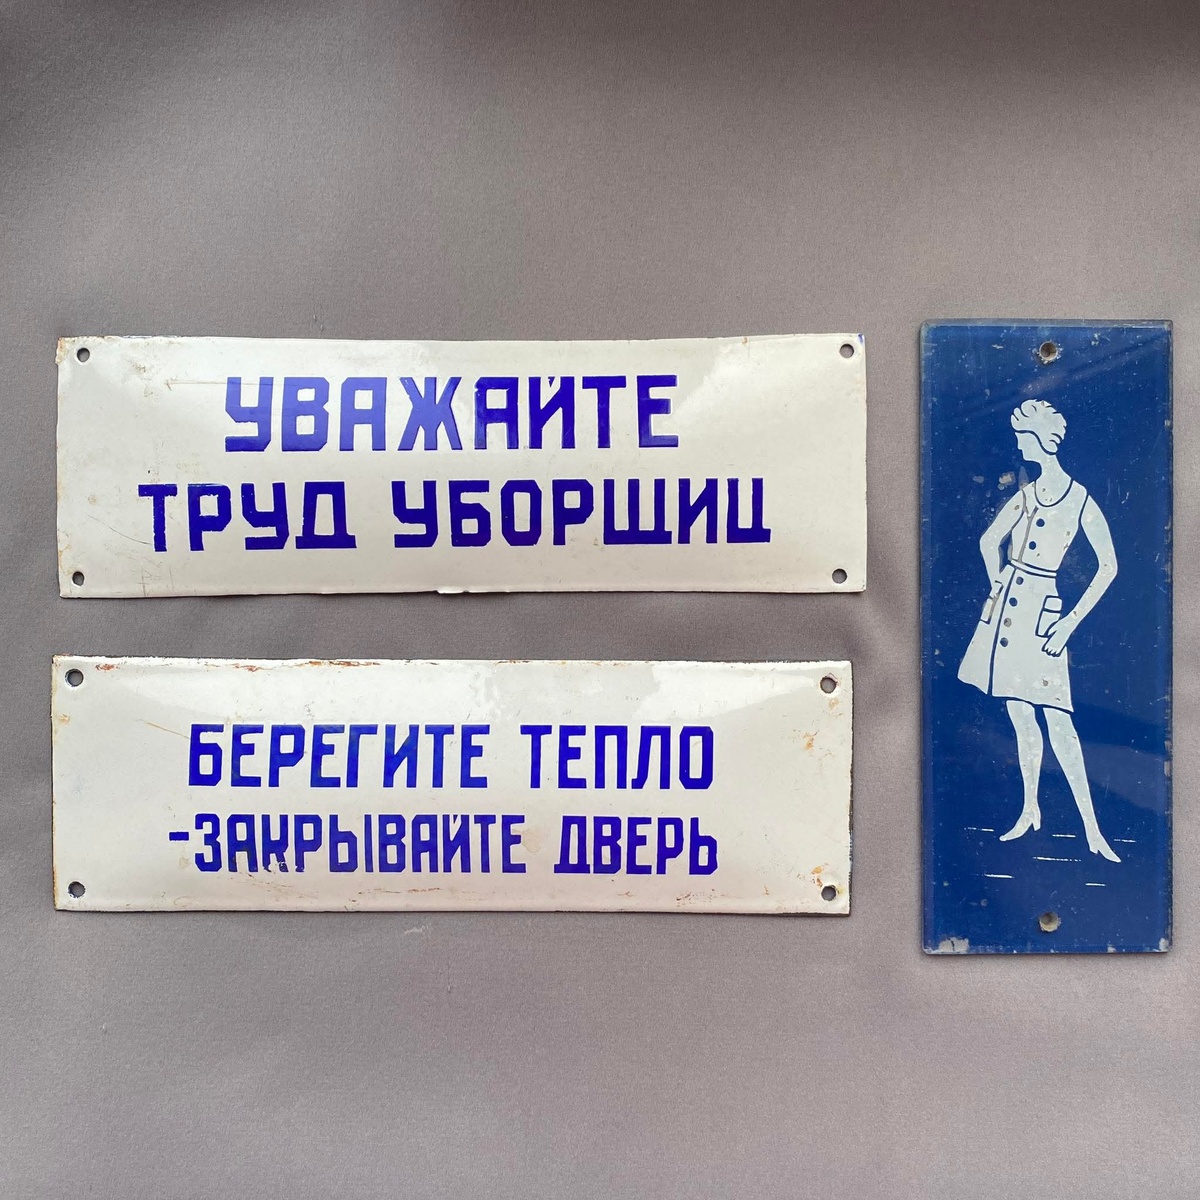 УВАЖАЙТЕ
ТРУД УБОРЩИЦ
БЕРЕГИТЕ ТЕПЛО
-ЗАКРЫВАЙТЕ ДВЕРЬ